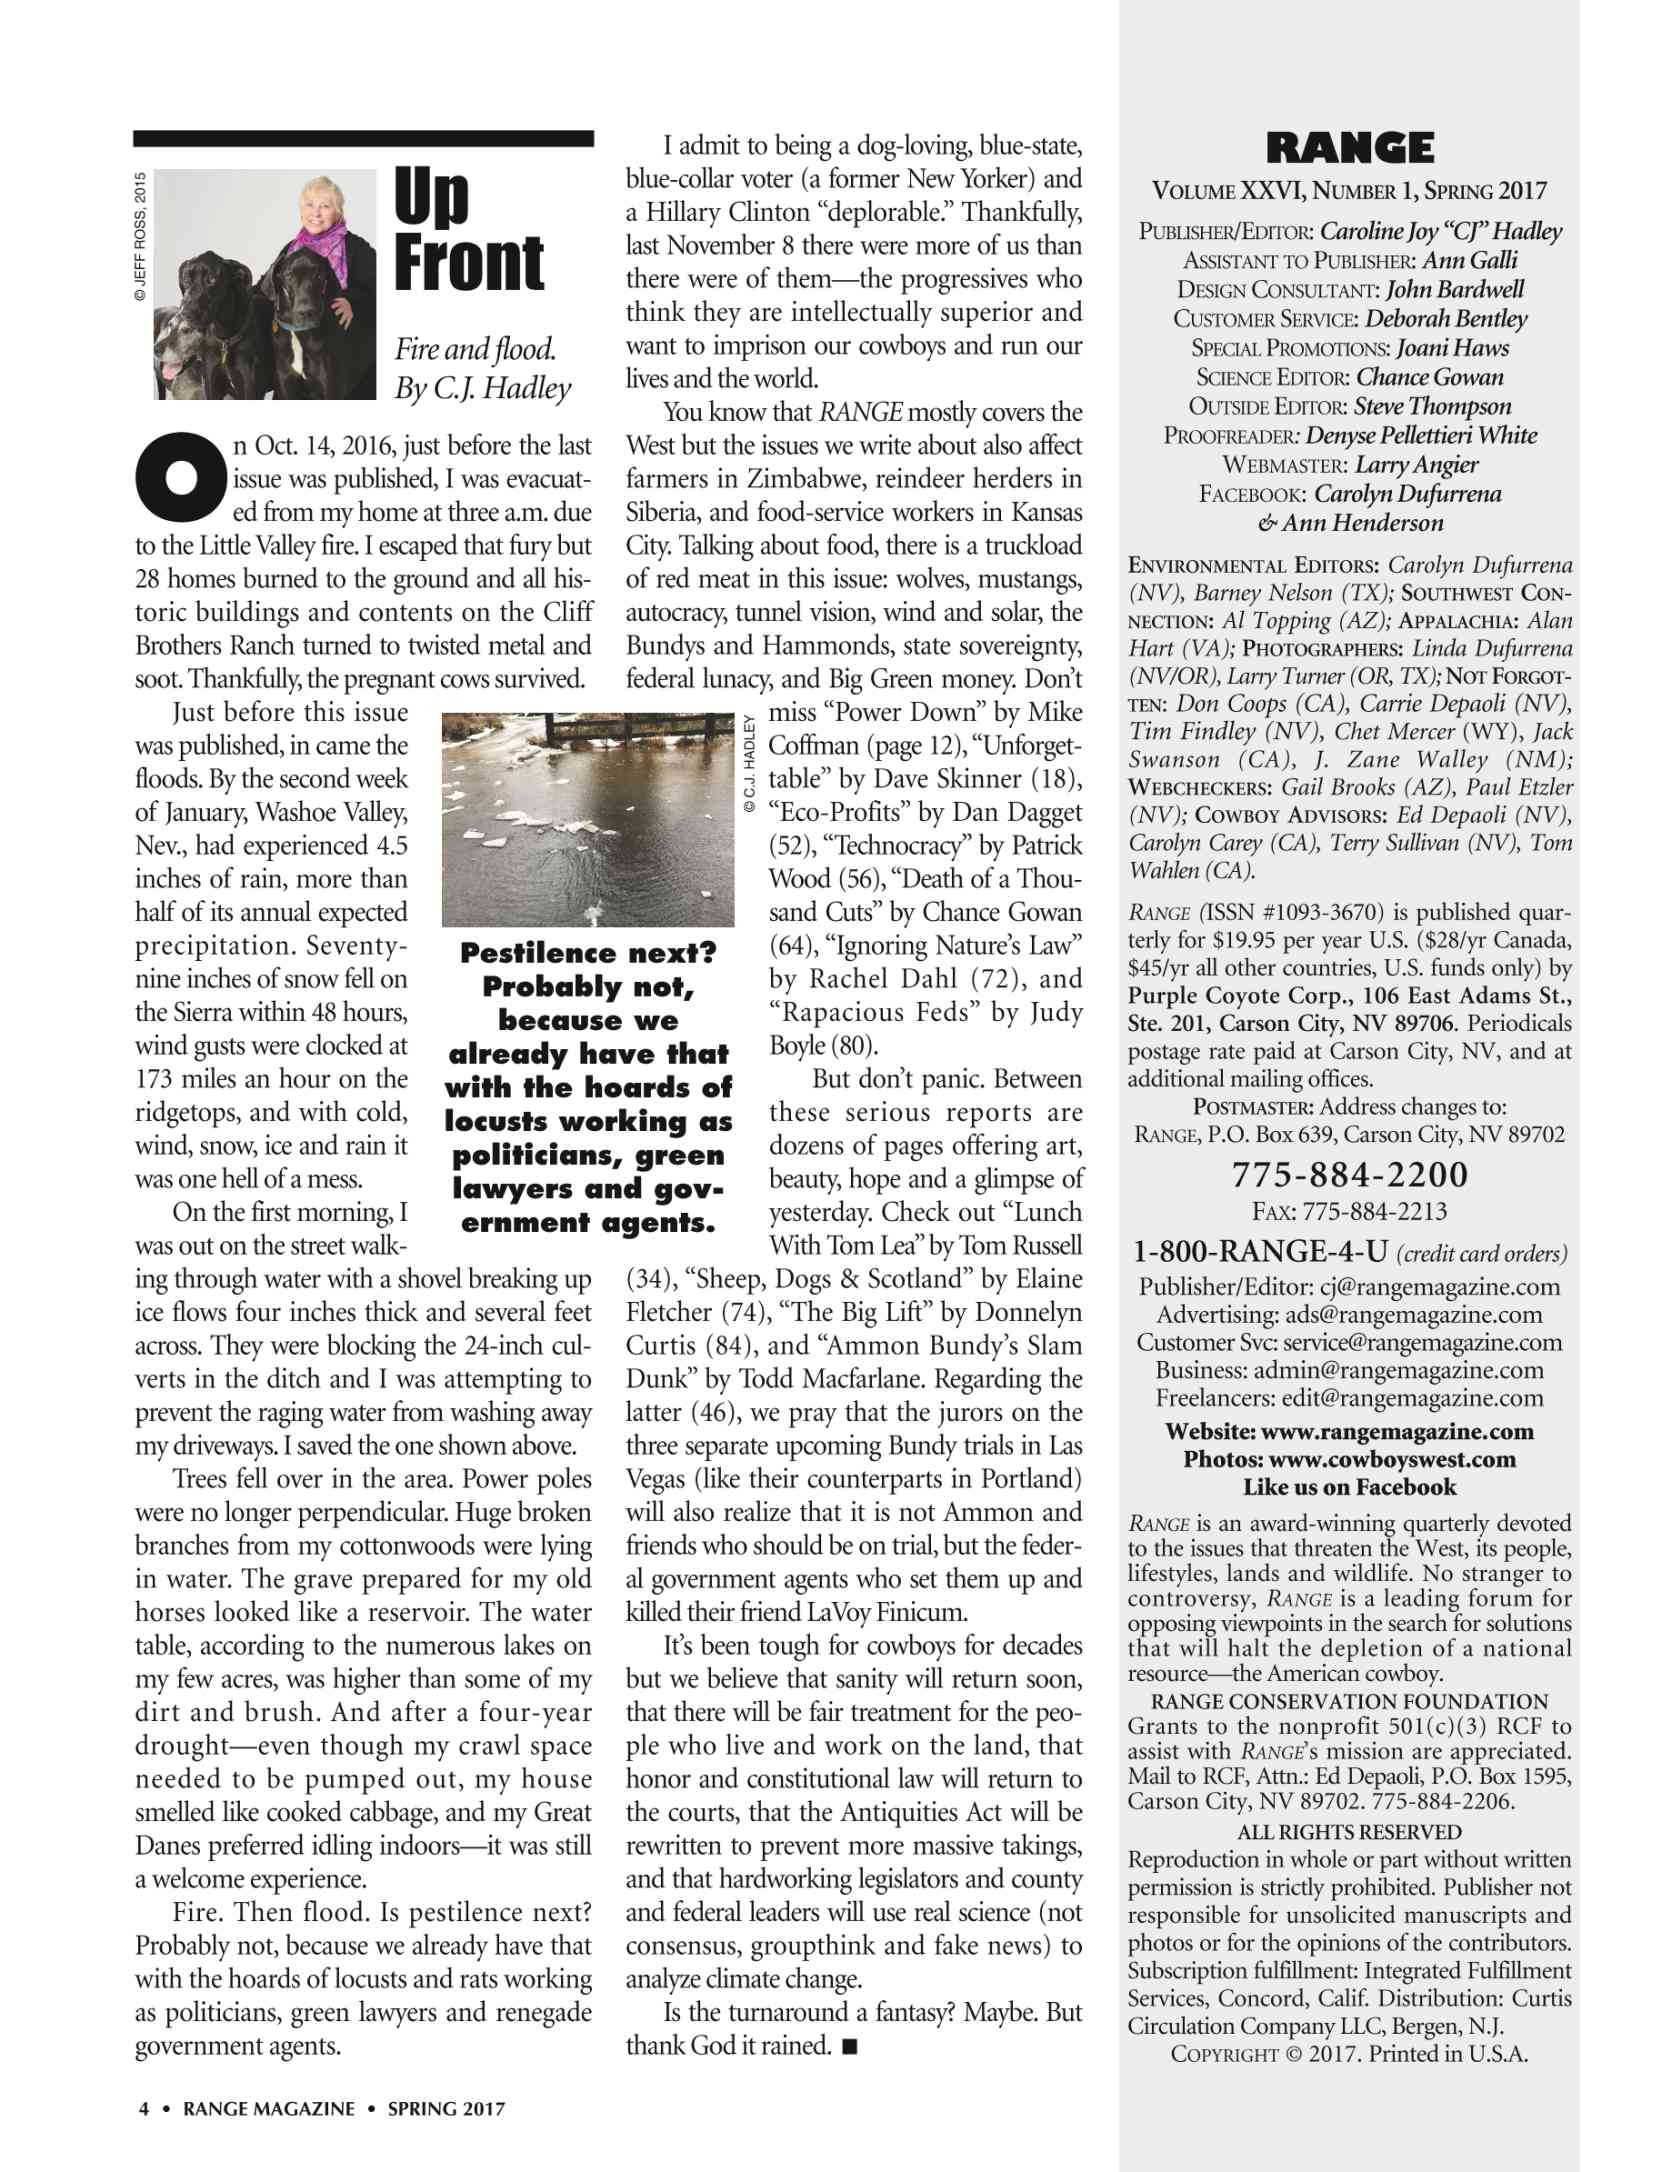 © JEFF ROSS, 2015
Up
Front
Fire and flood.
By C.J. Hadley
On Oct. 14, 2016, just before the last
issue was published, I was evacuat-
ed from my home at three a.m. due
to the Little Valley fire. I escaped that fury but
28 homes burned to the ground and all his-
toric buildings and contents on the Cliff
Brothers Ranch turned to twisted metal and
soot. Thankfully, the pregnant cows survived.
Just before this issue
was published, in came the
floods. By the second week
of January, Washoe Valley,
Nev., had experienced 4.5
inches of rain, more than
half of its annual expected
precipitation. Seventy-
nine inches of snow fell on
the Sierra within 48 hours,
wind gusts were clocked at
173 miles an hour on the
ridgetops, and with cold,
wind, snow, ice and rain it
was one hell of a mess.
On the first morning, I
was out on the street walk-
ing through water with a shovel breaking up
ice flows four inches thick and several feet
across. They were blocking the 24-inch cul-
verts in the ditch and I was attempting to
prevent the raging water from washing away
my driveways. I saved the one shown above.
Trees fell over in the area. Power poles
were no longer perpendicular. Huge broken
branches from my cottonwoods were lying
in water. The grave prepared for my old
horses looked like a reservoir. The water
table, according to the numerous lakes on
my few acres, was higher than some of my
dirt and brush. And after a four-year
drought—even though my crawl space
needed to be pumped out, my house
smelled like cooked cabbage, and my Great
Danes preferred idling indoors—it was still
a welcome experience.
Fire. Then flood. Is pestilence next?
Probably not, because we already have that
with the hoards of locusts and rats working
as politicians, green lawyers and renegade
government agents.
© C.J. HADLEY
Pestilence next?
Probably not,
because we
already have that
with the hoards of
locusts working as
politicians, green
lawyers and gov-
ernment agents.
I admit to being a dog-loving, blue-state,
blue-collar voter (a former New Yorker) and
a Hillary Clinton “deplorable.” Thankfully,
last November 8 there were more of us than
there were of them—the progressives who
think they are intellectually superior and
want to imprison our cowboys and run our
lives and the world.
You know that RANGE mostly covers the
West but the issues we write about also affect
farmers in Zimbabwe, reindeer herders in
Siberia, and food-service workers in Kansas
City. Talking about food, there is a truckload
of red meat in this issue: wolves, mustangs,
autocracy, tunnel vision, wind and solar, the
Bundys and Hammonds, state sovereignty,
federal lunacy, and Big Green money. Don’t
miss “Power Down” by Mike
Coffman (page 12), “Unforget-
table” by Dave Skinner (18),
“Eco-Profits” by Dan Dagget
(52), “Technocracy” by Patrick
Wood (56), “Death of a Thou-
sand Cuts” by Chance Gowan
(64), “Ignoring Nature’s Law”
by Rachel Dahl (72), and
“Rapacious Feds” by Judy
Boyle (80).
But don’t panic. Between
these serious reports are
dozens of pages offering art,
beauty, hope and a glimpse of
yesterday. Check out “Lunch
With Tom Lea” by Tom Russell
(34), “Sheep, Dogs & Scotland” by Elaine
Fletcher (74), “The Big Lift” by Donnelyn
Curtis (84), and “Ammon Bundy’s Slam
Dunk” by Todd Macfarlane. Regarding the
latter (46), we pray that the jurors on the
three separate upcoming Bundy trials in Las
Vegas (like their counterparts in Portland)
will also realize that it is not Ammon and
friends who should be on trial, but the feder-
al government agents who set them up and
killed their friend LaVoy Finicum.
It’s been tough for cowboys for decades
but we believe that sanity will return soon,
that there will be fair treatment for the peo-
ple who live and work on the land, that
honor and constitutional law will return to
the courts, that the Antiquities Act will be
rewritten to prevent more massive takings,
and that hardworking legislators and county
and federal leaders will use real science (not
consensus, groupthink and fake news) to
analyze climate change.
Is the turnaround a fantasy? Maybe. But
thank God it rained. ■
RANGE
VOLUME XXVI, NUMBER 1, SPRING 2017
PUBLISHER/EDITOR: Caroline Joy “CJ” Hadley
ASSISTANT TO PUBLISHER: Ann Galli
DESIGN CONSULTANT: John Bardwell
CUSTOMER SERVICE: Deborah Bentley
SPECIAL PROMOTIONS: Joani Haws
SCIENCE EDITOR: Chance Gowan
OUTSIDE EDITOR: Steve Thompson
PROOFREADER: Denyse Pellettieri White
WEBMASTER: Larry Angier
FACEBOOK: Carolyn Dufurrena
& Ann Henderson
ENVIRONMENTAL EDITORS: Carolyn Dufurrena
(NV), Barney Nelson (TX); SOUTHWEST CON-
NECTION: Al Topping (AZ); APPALACHIA: Alan
Hart (VA); PHOTOGRAPHERS: Linda Dufurrena
(NV/OR), Larry Turner (OR, TX); NOT FORGOT-
TEN: Don Coops (CA), Carrie Depaoli (NV),
Tim Findley (NV), Chet Mercer (WY), Jack
Swanson (CA), J. Zane Walley (NM);
WEBCHECKERS: Gail Brooks (AZ), Paul Etzler
(NV); COWBOY ADVISORS: Ed Depaoli (NV),
Carolyn Carey (CA), Terry Sullivan (NV), Tom
Wahlen (CA).
RANGE (ISSN #1093-3670) is published quar-
terly for $19.95 per year U.S. ($28/yr Canada,
$45/yr all other countries, U.S. funds only) by
Purple Coyote Corp., 106 East Adams St.,
Ste. 201, Carson City, NV 89706. Periodicals
postage rate paid at Carson City, NV, and at
additional mailing offices.
POSTMASTER: Address changes to:
RANGE, P.O. Box 639, Carson City, NV 89702
775-884-2200
FAX: 775-884-2213
1-800-RANGE-4-U (credit card orders)
Publisher/Editor: cj@rangemagazine.com
Advertising: ads@rangemagazine.com
Customer Svc: service@rangemagazine.com
Business: admin@rangemagazine.com
Freelancers: edit@rangemagazine.com
Website: www.rangemagazine.com
Photos: www.cowboyswest.com
Like us on Facebook
RANGE is an award-winning quarterly devoted
to the issues that threaten the West, its people,
lifestyles, lands and wildlife. No stranger to
controversy, RANGE is a leading forum for
opposing viewpoints in the search for solutions
that will halt the depletion of a national
resource—the American cowboy.
RANGE CONSERVATION FOUNDATION
Grants to the nonprofit 501(c)(3) RCF to
assist with RANGE’s mission are appreciated.
Mail to RCF, Attn.: Ed Depaoli, P.O. Box 1595,
Carson City, NV 89702. 775-884-2206.
ALL RIGHTS RESERVED
Reproduction in whole or part without written
permission is strictly prohibited. Publisher not
responsible for unsolicited manuscripts and
photos or for the opinions of the contributors.
Subscription fulfillment: Integrated Fulfillment
Services, Concord, Calif. Distribution: Curtis
Circulation Company LLC, Bergen, N.J.
COPYRIGHT © 2017. Printed in U.S.A.
4 • RANGE MAGAZINE • SPRING 2017